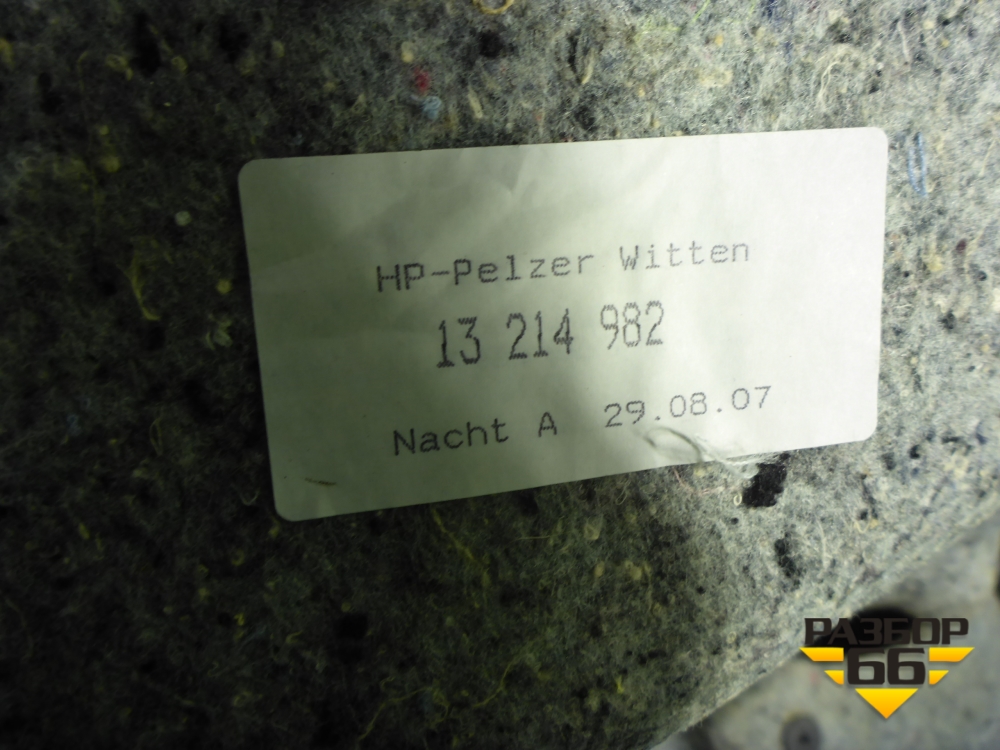 HP-Pelzer Witten
13 214 982
Nacht A 29.08.07
РАЗБОР
66